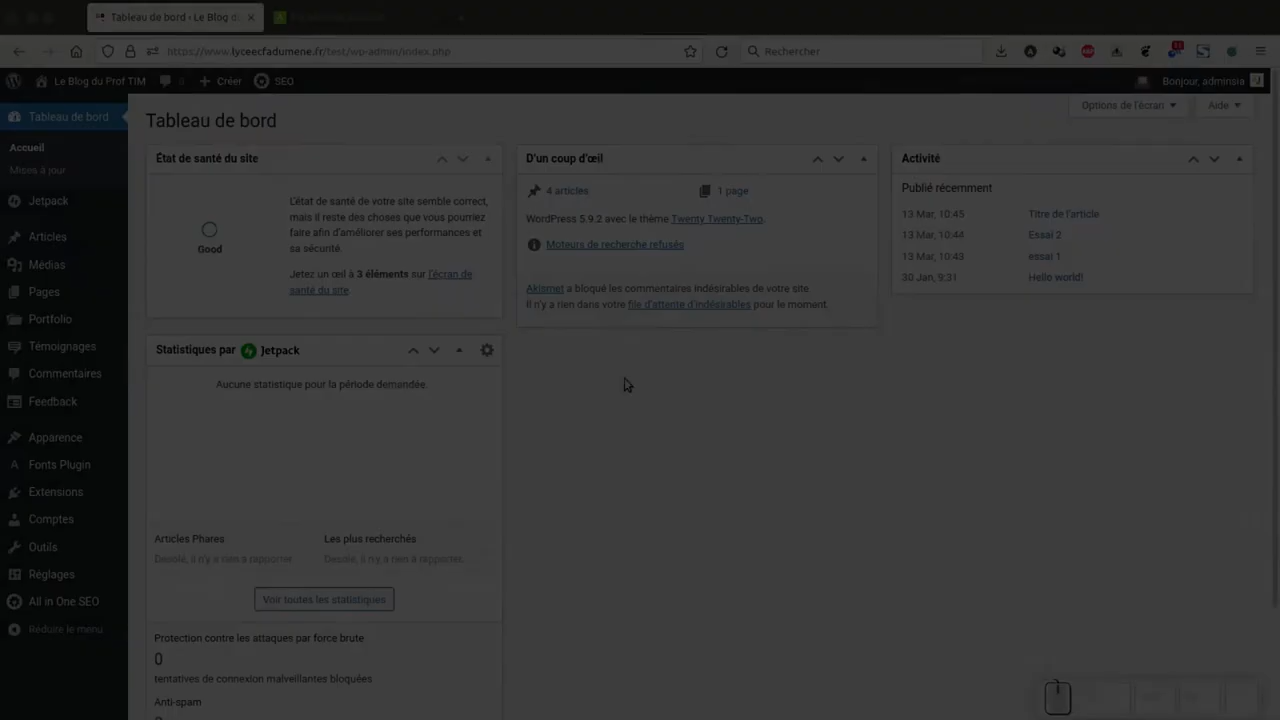 Tableau de bord ‹ Le Blog du
https://www.lyceecfadumene.fr/test/wp-admin/index.php
Rechercher
Le Blog du Prof TIM
0
Créer
SEO
Bonjour, adminsia
Tableau de bord
Accueil
Mises à jour
Jetpack
Articles
Médias
Pages
Portfolio
Témoignages
Commentaires
Feedback
Apparence
Fonts Plugin
Extensions
Comptes
Outils
Réglages
All in One SEO
Réduire le menu
Options de l'écran
Aide
Tableau de bord
État de santé du site
Good
L'état de santé de votre site semble correct,
mais il reste des choses que vous pourriez
faire afin d'améliorer ses performances et
sa sécurité.
Jetez un œil à 3 éléments sur l'écran de
santé du site.
D'un coup d'œil
4 articles
1 page
WordPress 5.9.2 avec le thème Twenty Twenty-Two.
Moteurs de recherche refusés
Akismet a bloqué les commentaires indésirables de votre site.
Il n'y a rien dans votre file d'attente d'indésirables pour le moment.
Activité
Publié récemment
13 Mar, 10:45 Titre de l'article
13 Mar, 10:44 Essai 2
13 Mar, 10:43 essai 1
30 Jan, 9:31 Hello world!
Statistiques par Jetpack
Aucune statistique pour la période demandée.
Articles Phares
Désolé, il n'y a rien à rapporter.
Les plus recherchés
Désolé, il n'y a rien à rapporter.
Voir toutes les statistiques
Protection contre les attaques par force brute
0
tentatives de connexion malveillantes bloquées
Anti-spam